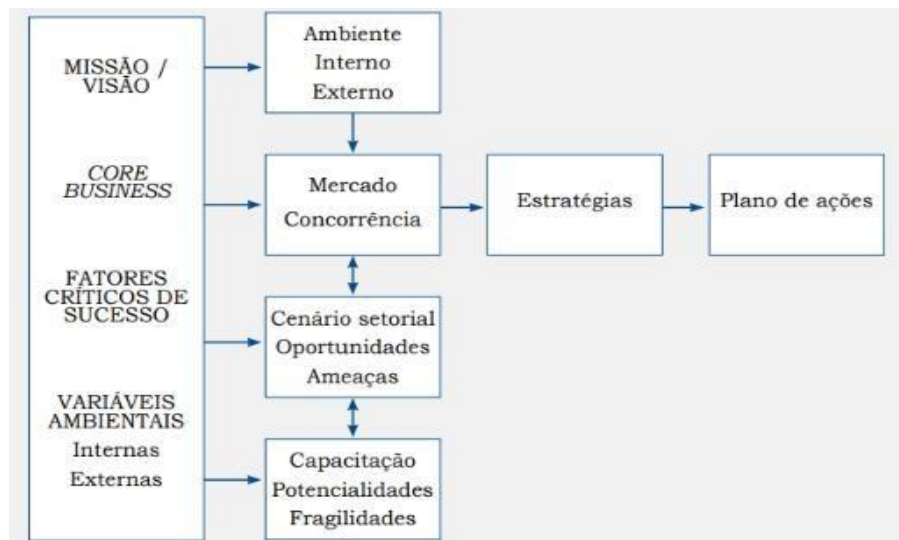 MISSÃO /
VISÃO
CORE
BUSINESS
FATORES
CRÍTICOS DE
SUCESSO
VARIÁVEIS
AMBIENTAIS
Internas
Externas
Ambiente
Interno
Externo
Mercado
Concorrência
Cenário setorial
Oportunidades
Ameaças
Capacitação
Potencialidades
Fragilidades
Estratégias
Plano de ações